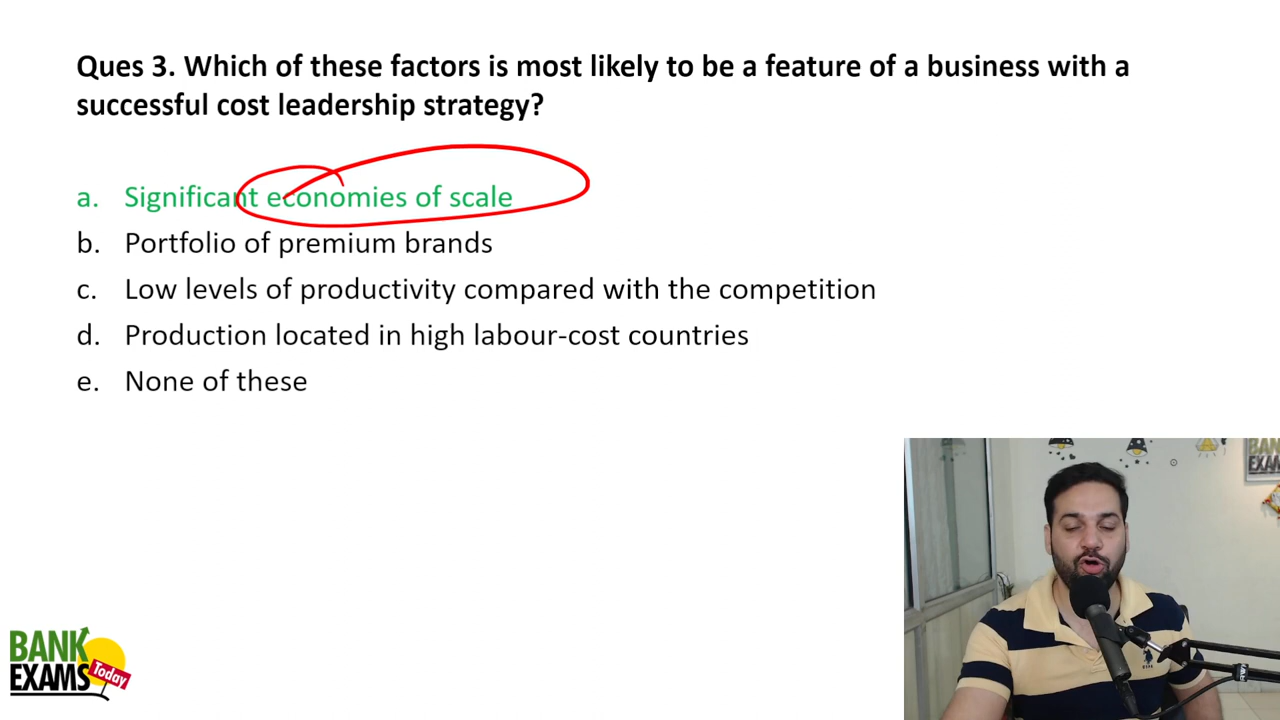 Ques 3. Which of these factors is most likely to be a feature of a business with a
successful cost leadership strategy?
a. Significant economies of scale
b. Portfolio of premium brands
c. Low levels of productivity compared with the competition
d. Production located in high labour-cost countries
e. None of these
BANK
EXAMS
Today
BANK
EXAM